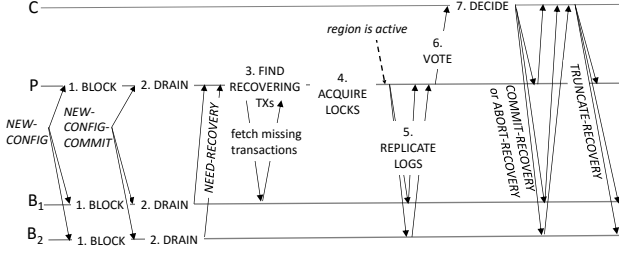 C
7. DECIDE
region is active
6.
VOTE
P
1. BLOCK
2. DRAIN
3. FIND
RECOVERING
TXs
4.
ACQUIRE
LOCKS
NEW-
CONFIG
NEW-
CONFIG-
COMMIT
NEED-RECOVERY
fetch missing
transactions
5.
REPLICATE
LOGS
COMMIT-RECOVERY
or ABORT-RECOVERY
TRUNCATE-RECOVERY
B1
1. BLOCK
2. DRAIN
B2
1. BLOCK
2. DRAIN